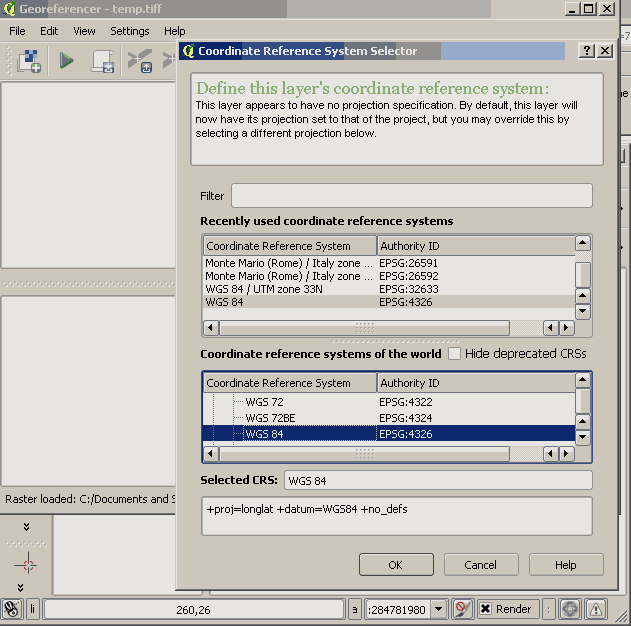 Georeferencer - temp.tiff
File Edit View Settings Help
Coordinate Reference System Selector
Define this layer's coordinate reference system:
This layer appears to have no projection specification. By default, this layer will
now have its projection set to that of the project, but you may override this by
selecting a different projection below.
Filter
Recently used coordinate reference systems
Coordinate Reference System Authority ID
Monte Mario (Rome) / Italy zone ... EPSG:26591
Monte Mario (Rome) / Italy zone ... EPSG:26592
WGS 84 / UTM zone 33N EPSG:32633
WGS 84 EPSG:4326
Coordinate reference systems of the world Hide deprecated CRSs
Coordinate Reference System Authority ID
WGS 72 EPSG:4322
WGS 72BE EPSG:4324
WGS 84 EPSG:4326
Selected CRS: WGS 84
+proj=longlat +datum=WGS84 +no_defs
OK Cancel Help
Raster loaded: C:/Documents and S
li 260,26 a :284781980 Render :